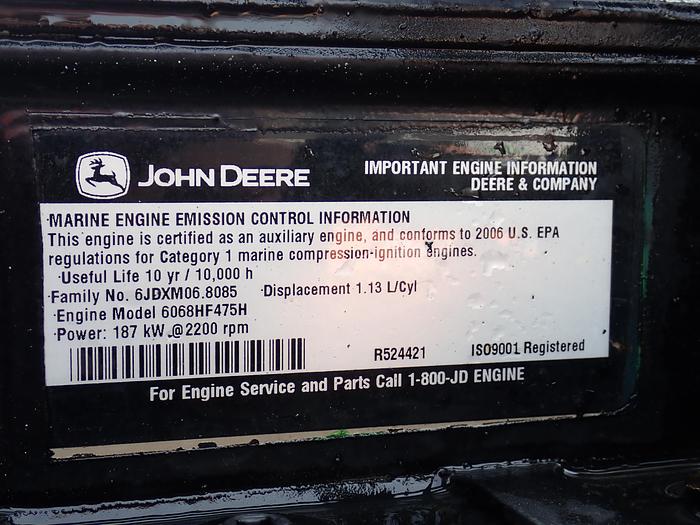 JOHN DEERE
IMPORTANT ENGINE INFORMATION
DEERE & COMPANY
MARINE ENGINE EMISSION CONTROL INFORMATION
This engine is certified as an auxiliary engine, and conforms to 2006 U.S. EPA
regulations for Category 1 marine compression-ignition engines.
Useful Life 10 yr / 10,000 h
Family No. 6JDXM06.8085 Displacement 1.13 L/Cyl
Engine Model 6068HF475H
Power: 187 kW @2200 rpm
R524421 ISO9001 Registered
For Engine Service and Parts Call 1-800-JD ENGINE